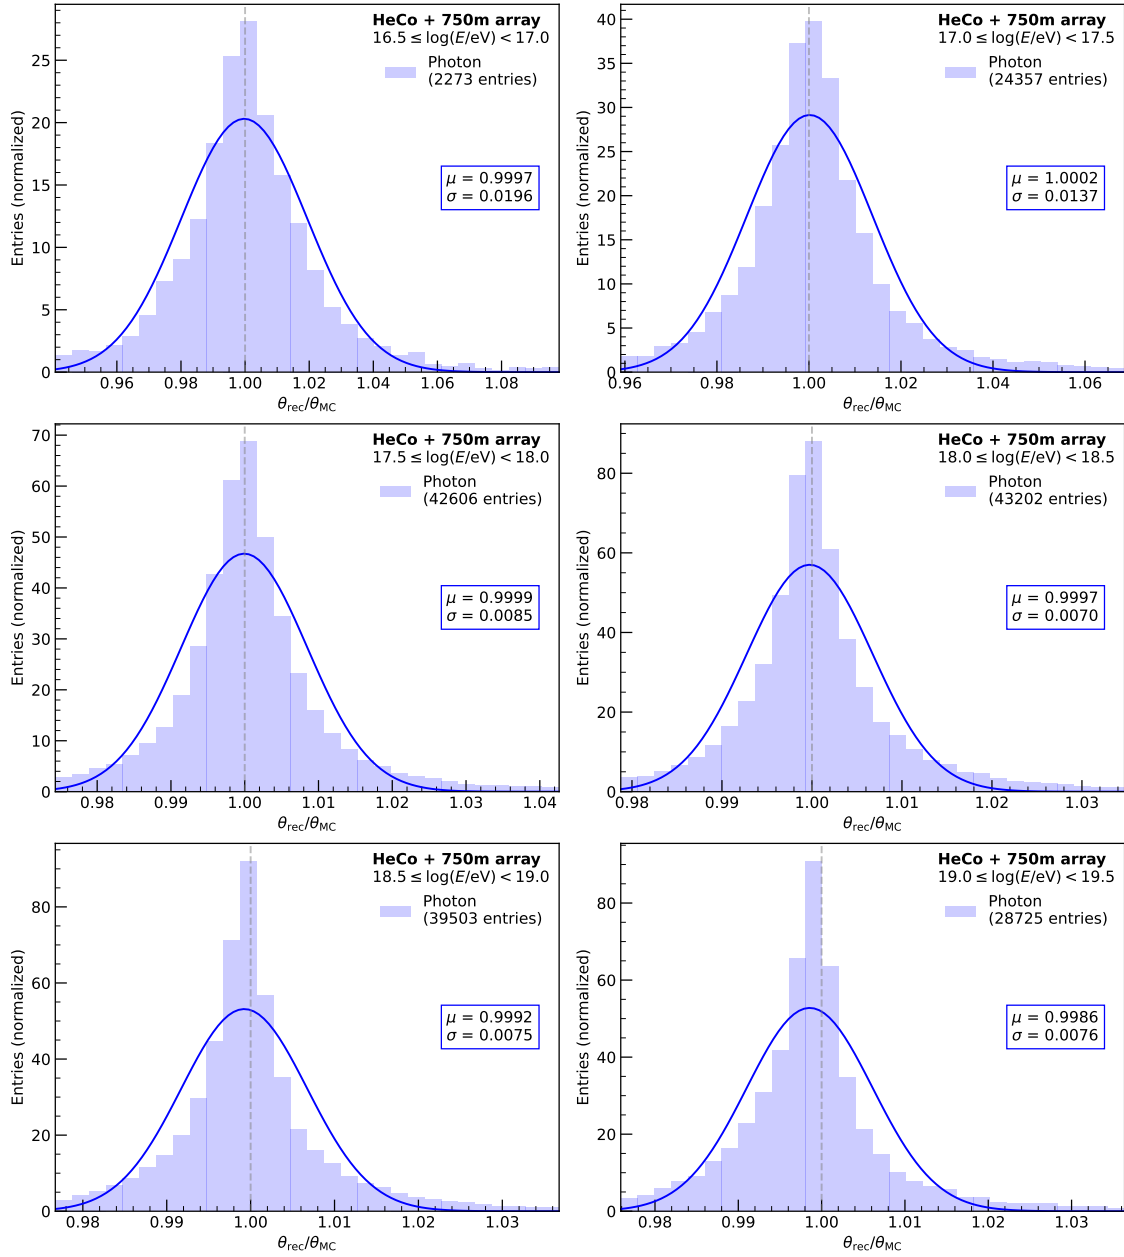 HeCo + 750m array
16.5 ≤ log(E/eV) < 17.0
Photon
(2273 entries)
μ = 0.9997
σ = 0.0196
Entries (normalized)
0
5
10
15
20
25
0.96
0.98
1.00
1.02
1.04
1.06
1.08
θrec/θMC
HeCo + 750m array
17.0 ≤ log(E/eV) < 17.5
Photon
(24357 entries)
μ = 1.0002
σ = 0.0137
Entries (normalized)
0
5
10
15
20
25
30
35
40
0.96
0.98
1.00
1.02
1.04
1.06
θrec/θMC
HeCo + 750m array
17.5 ≤ log(E/eV) < 18.0
Photon
(42606 entries)
μ = 0.9999
σ = 0.0085
Entries (normalized)
0
10
20
30
40
50
60
70
0.98
0.99
1.00
1.01
1.02
1.03
1.04
θrec/θMC
HeCo + 750m array
18.0 ≤ log(E/eV) < 18.5
Photon
(43202 entries)
μ = 0.9997
σ = 0.0070
Entries (normalized)
0
20
40
60
80
0.98
0.99
1.00
1.01
1.02
1.03
θrec/θMC
HeCo + 750m array
18.5 ≤ log(E/eV) < 19.0
Photon
(39503 entries)
μ = 0.9992
σ = 0.0075
Entries (normalized)
0
20
40
60
80
0.98
0.99
1.00
1.01
1.02
1.03
θrec/θMC
HeCo + 750m array
19.0 ≤ log(E/eV) < 19.5
Photon
(28725 entries)
μ = 0.9986
σ = 0.0076
Entries (normalized)
0
20
40
60
80
0.98
0.99
1.00
1.01
1.02
1.03
θrec/θMC